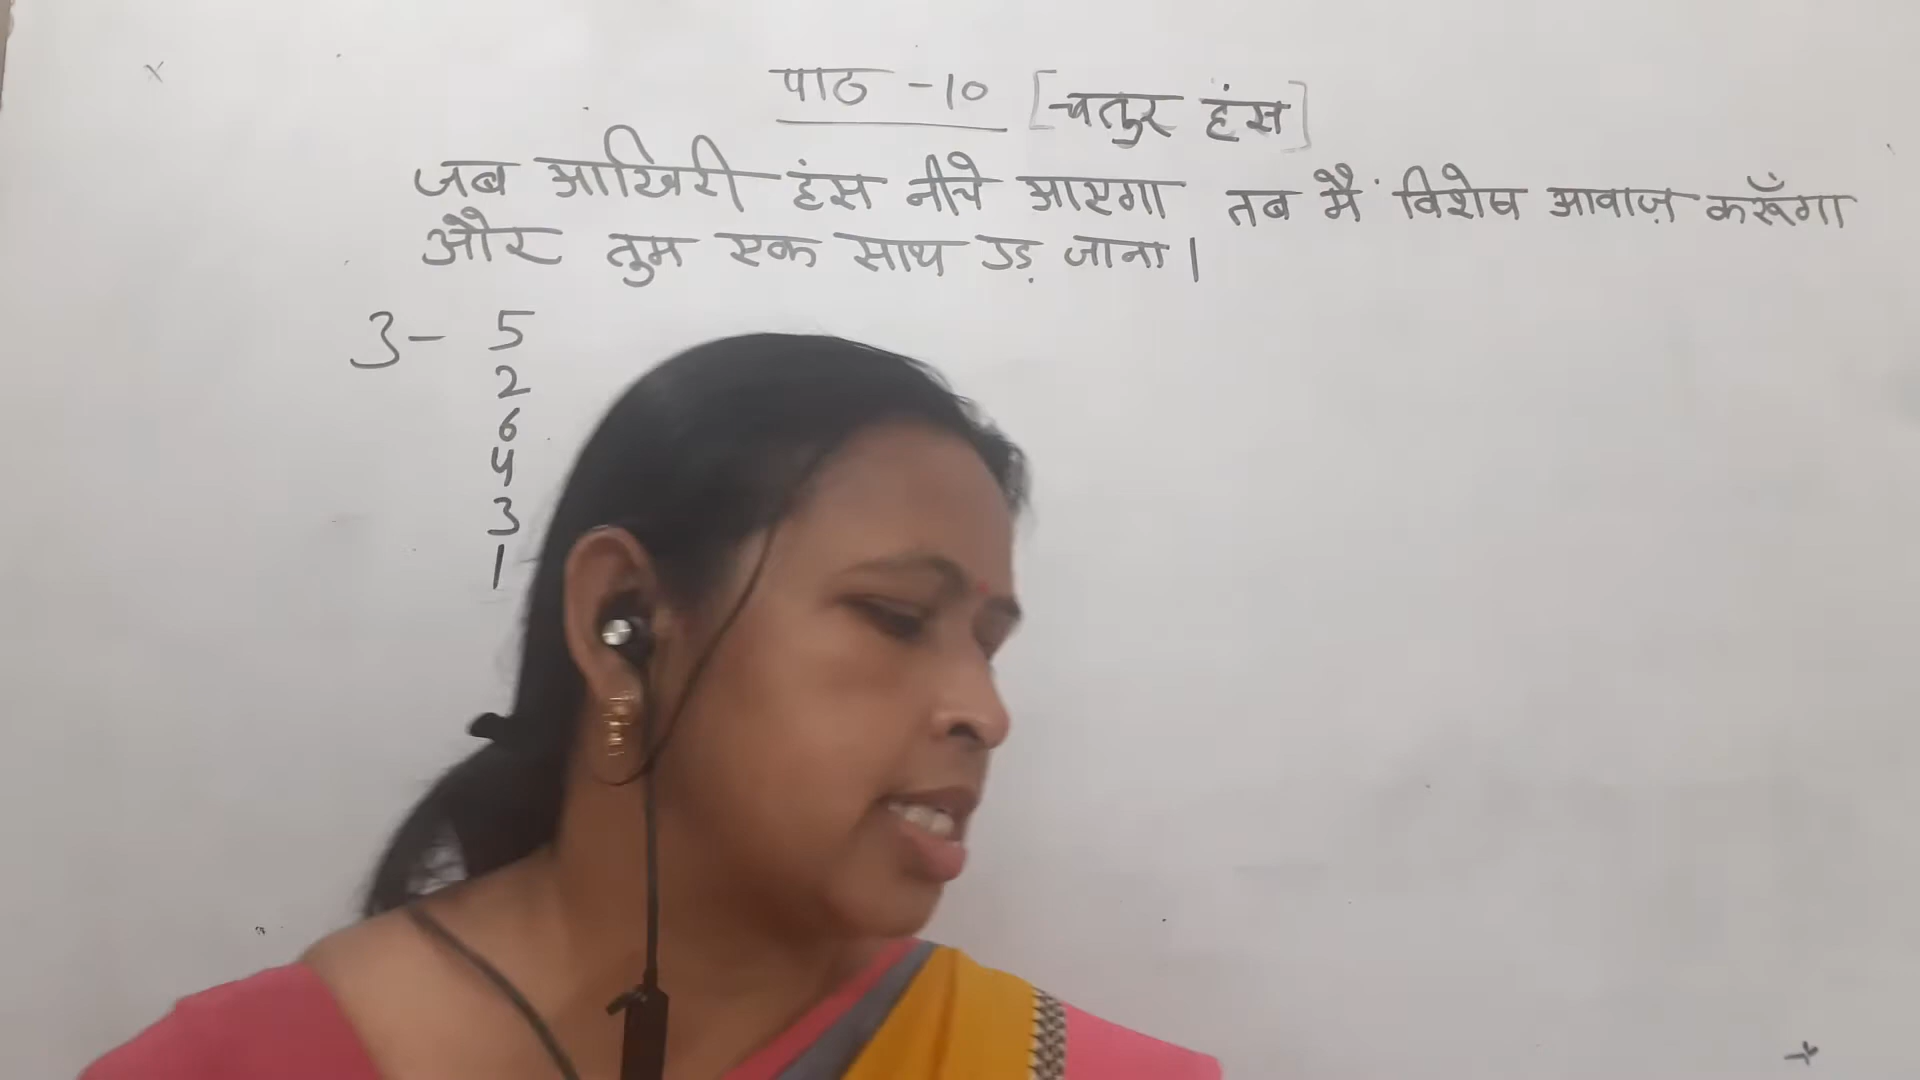 पाठ -10 [चतुर हंस]
जब आखिरी हंस नीचे आएगा तब मैं विशेष आवाज़ करूँगा
और तुम एक साथ उड़ जाना।
3- 5
2
6
4
3
1